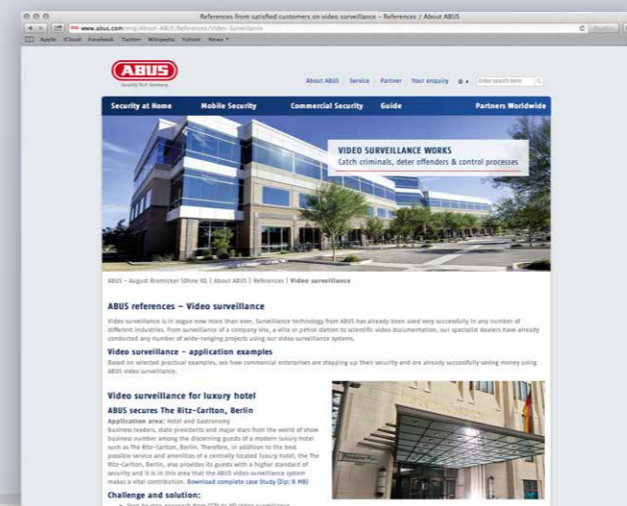 References from satisfied customers on video surveillance – References / About ABUS
www.abus.com/eng/About-ABUS/References/Video-Surveillance
Reader
Apple iCloud Facebook Twitter Wikipedia Yahoo! News
ABUS
Security Tech Germany
About ABUS Service Partner Your enquiry Enter search term
Security at Home Mobile Security Commercial Security Guide Partners Worldwide
VIDEO SURVEILLANCE WORKS
Catch criminals, deter offenders & control processes
ABUS – August Bremicker Söhne KG | About ABUS | References | Video surveillance
ABUS references – Video surveillance
Video surveillance is in vogue now more than ever. Surveillance technology from ABUS has already been used very successfully in any number of
different industries. From surveillance of a company site, a villa or petrol station to scientific video documentation, our specialist dealers have already
conducted any number of wide-ranging projects using our video surveillance systems.
Video surveillance – application examples
Based on selected practical examples, see how commercial enterprises are stepping up their security and are already successfully saving money using
ABUS video surveillance.
Video surveillance for luxury hotel
ABUS secures The Ritz-Carlton, Berlin
Application area: Hotel and Gastronomy
Business leaders, state presidents and major stars from the world of show
business number among the discerning guests of a modern luxury hotel
such as The Ritz-Carlton, Berlin. Therefore, in addition to the best
possible service and amenities of a centrally located luxury hotel, the The
Ritz-Carlton, Berlin, also provides its guests with a higher standard of
security and it is in this area that the ABUS video surveillance system
makes a vital contribution. Download complete case Study (Zip; 8 MB)
Challenge and solution: